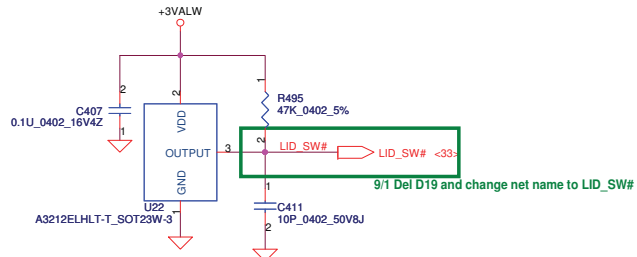 +3VALW
2
C407
0.1U_0402_16V4Z
1
2
VDD
OUTPUT
3
GND
1
U22
A3212ELHLT-T_SOT23W-3
1
R495
47K_0402_5%
2
LID_SW#
LID_SW# <33>
9/1 Del D19 and change net name to LID_SW#
1
C411
10P_0402_50V8J
2